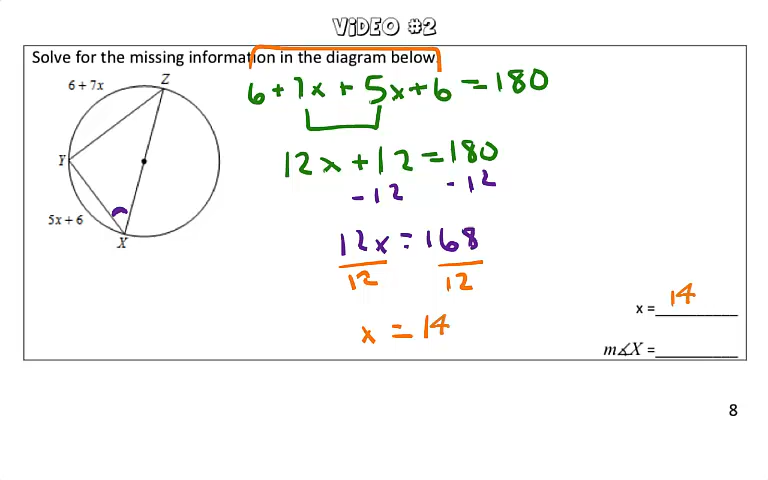 ViDEO #2
Solve for the missing information in the diagram below.
6 + 7x
Z
Y
5x + 6
X
6 + 7x + 5x + 6 = 180
12x + 12 = 180
- 12 - 12
12x = 168
12 12
x = 14
x = 14
m∡X =
8